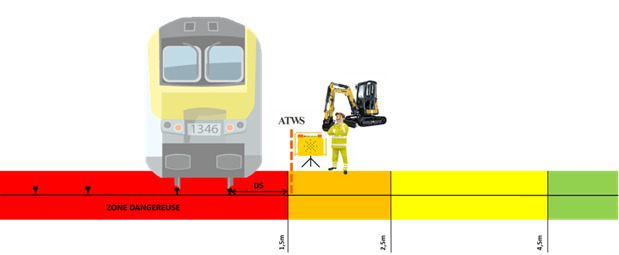 ATWS
1346
DS
ZONE DANGEREUSE
1,5m
2,5m
4,5m